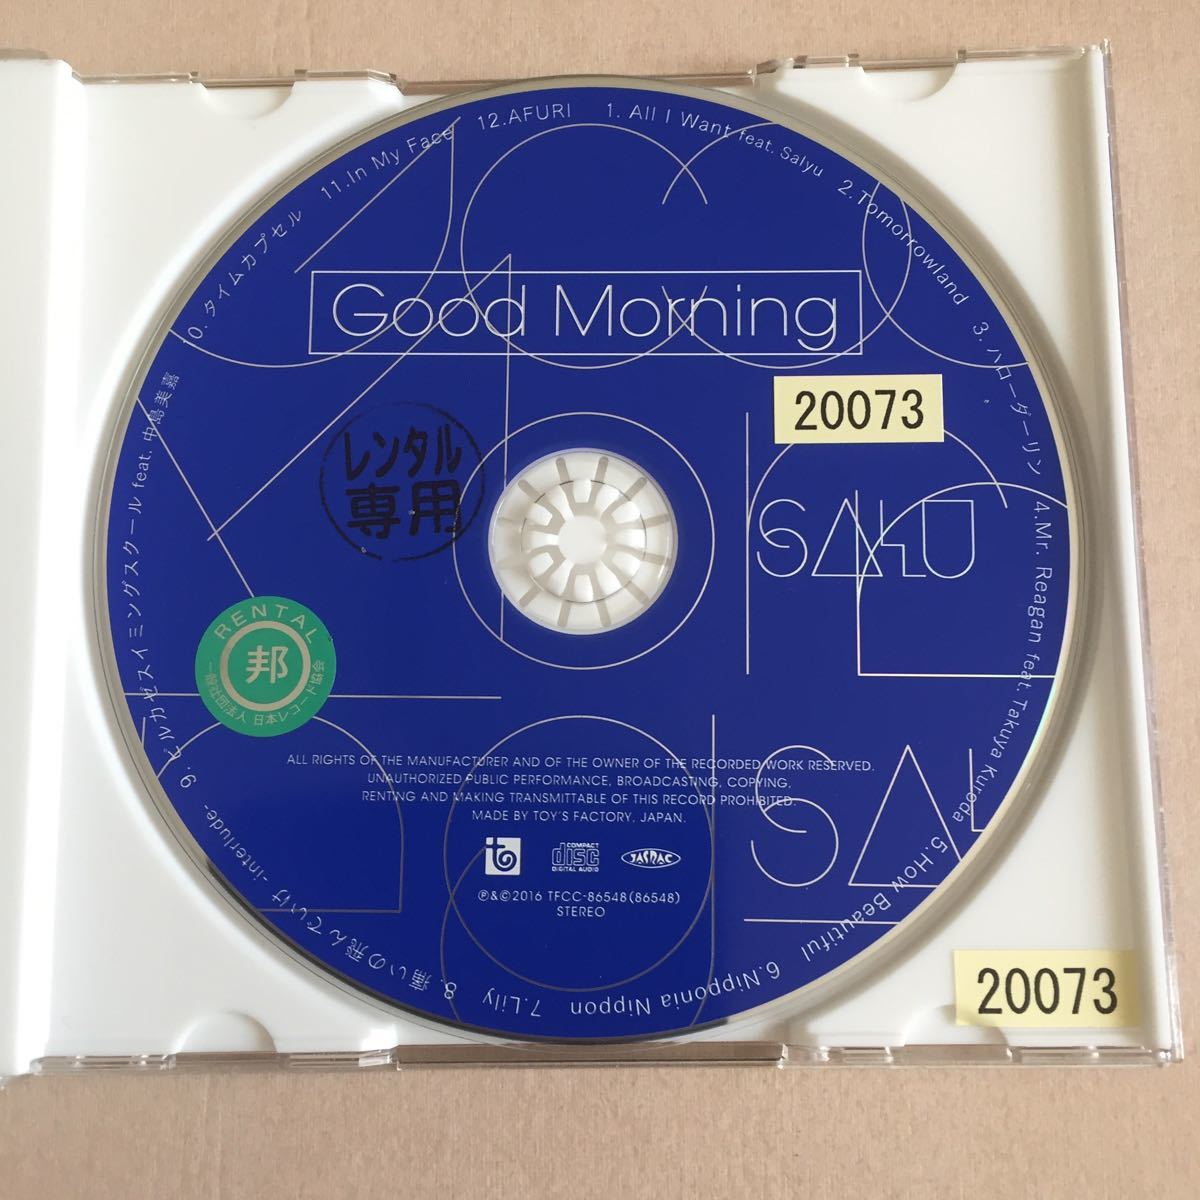 1. All I Want feat. Salyu
2.Tomorrowland
3. ハローダーリン
4.Mr. Reagan feat. Takuya Kuroda
5.How Beautiful
6.Nipponia Nippon
7.Lily
8. 痛いの飛んでいけ -interlude-
9. ビルカゼスイミングスクール feat. 中島美嘉
10. タイムカプセル
11.In My Face
12.AFURI
Good Morning
20073
レンタル
専用
SALU
RENTAL
邦
一般社団法人 日本レコード協会
SAL
ALL RIGHTS OF THE MANUFACTURER AND OF THE OWNER OF THE RECORDED WORK RESERVED.
UNAUTHORIZED PUBLIC PERFORMANCE, BROADCASTING, COPYING.
RENTING AND MAKING TRANSMITTABLE OF THIS RECORD PROHIBITED.
MADE BY TOY'S FACTORY, JAPAN.
COMPACT
disc
DIGITAL AUDIO
JASRAC
℗&©2016 TFCC-86548(86548)
STEREO
20073